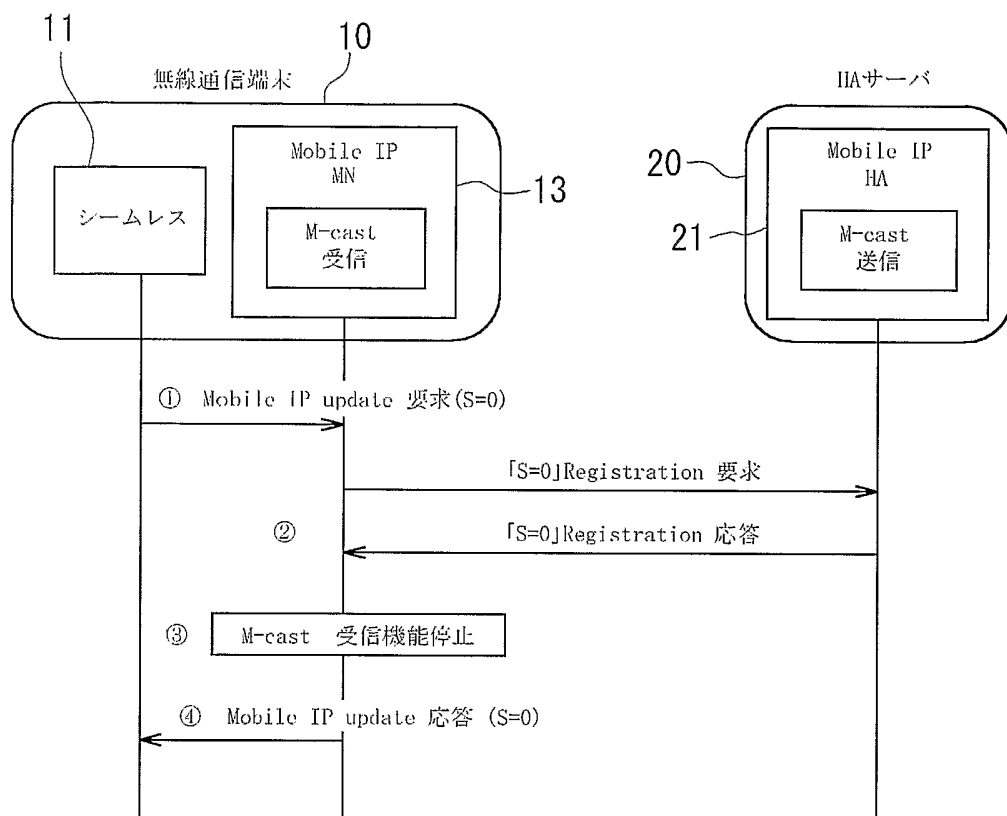 11
10
無線通信端末
HAサーバ
Mobile IP
MN
13
シームレス
M-cast
受信
Mobile IP
HA
20
21
M-cast
送信
① Mobile IP update 要求(S=0)
「S=0」Registration 要求
②
「S=0」Registration 応答
③
M-cast 受信機能停止
④ Mobile IP update 応答 (S=0)